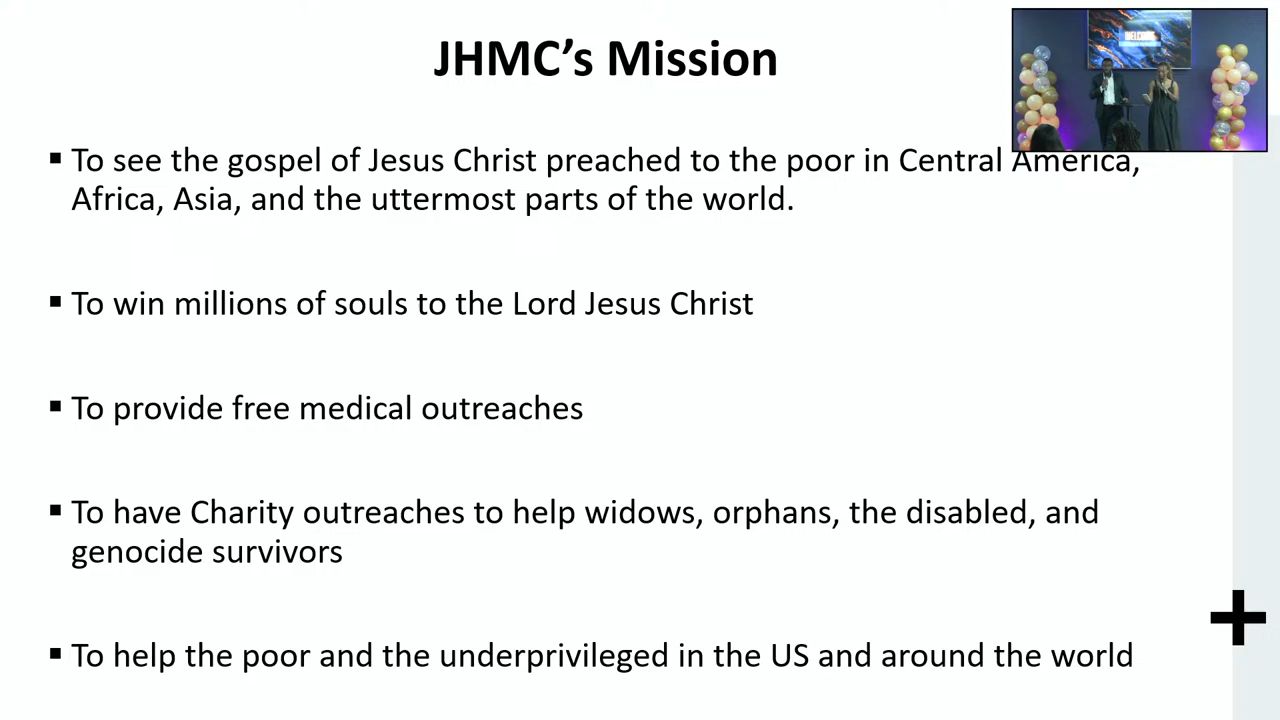 JHMC’s Mission
WELCOME
▪ To see the gospel of Jesus Christ preached to the poor in Central America,
Africa, Asia, and the uttermost parts of the world.
▪ To win millions of souls to the Lord Jesus Christ
▪ To provide free medical outreaches
▪ To have Charity outreaches to help widows, orphans, the disabled, and
genocide survivors
▪ To help the poor and the underprivileged in the US and around the world